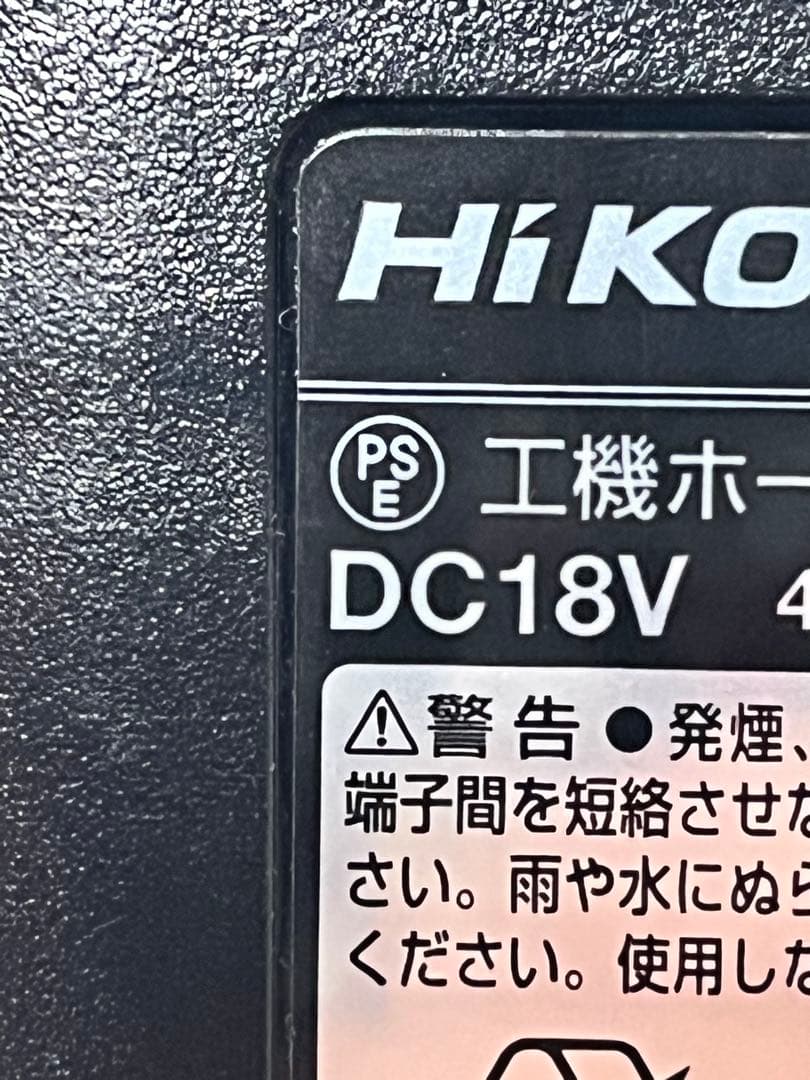 HiKO
PSE 工機ホー
DC18V 4
⚠警告●発煙、
端子間を短絡させな
さい。雨や水にぬら
ください。使用しな